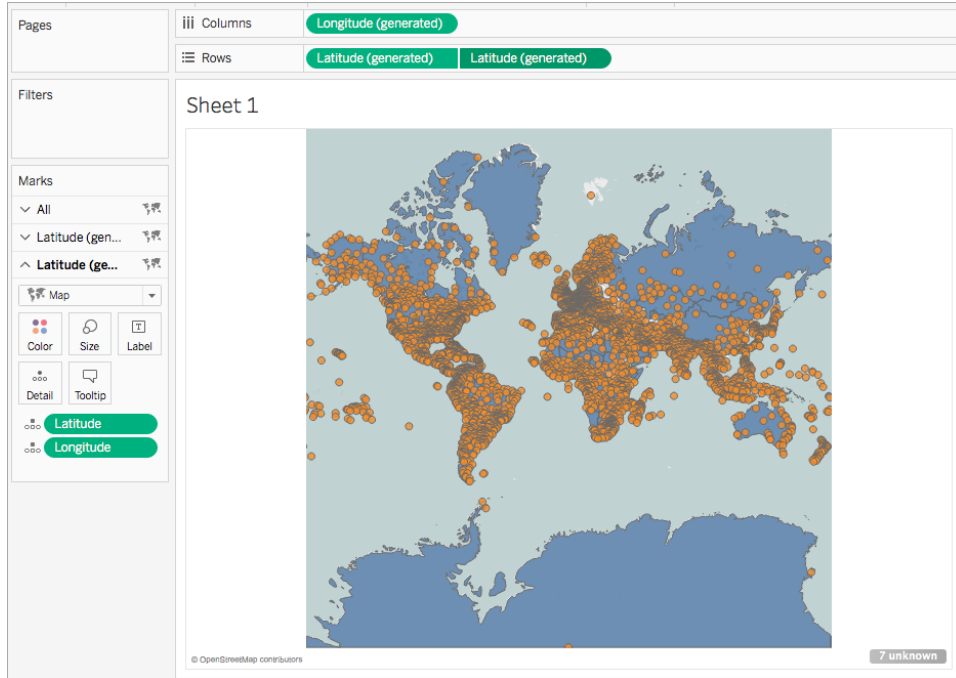 Pages
Columns
Longitude (generated)
Rows
Latitude (generated)
Latitude (generated)
Filters
Sheet 1
Marks
All
Latitude (gen...
Latitude (ge...
Map
Color
Size
T
Label
Detail
Tooltip
Latitude
Longitude
© OpenStreetMap contributors
7 unknown